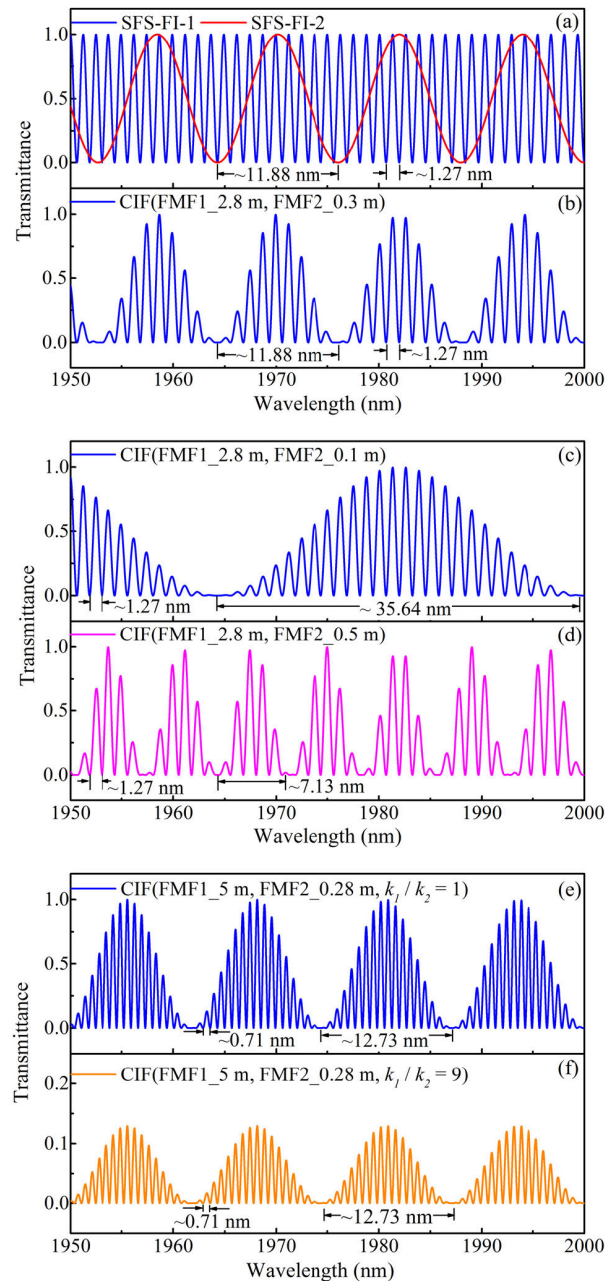 SFS-FI-1 SFS-FI-2 (a)
1.0
0.5
0.0
~11.88 nm ~1.27 nm
CIF(FMF1_2.8 m, FMF2_0.3 m) (b)
1.0
0.5
0.0
~11.88 nm ~1.27 nm
1950 1960 1970 1980 1990 2000
Wavelength (nm)
Transmittance
CIF(FMF1_2.8 m, FMF2_0.1 m) (c)
1.0
0.5
0.0
~1.27 nm ~ 35.64 nm
CIF(FMF1_2.8 m, FMF2_0.5 m) (d)
1.0
0.5
0.0
~1.27 nm ~7.13 nm
1950 1960 1970 1980 1990 2000
Wavelength (nm)
Transmittance
CIF(FMF1_5 m, FMF2_0.28 m, k1 / k2 = 1) (e)
1.0
0.5
0.0
~0.71 nm ~12.73 nm
CIF(FMF1_5 m, FMF2_0.28 m, k1 / k2 = 9) (f)
0.2
0.1
0.0
~0.71 nm ~12.73 nm
1950 1960 1970 1980 1990 2000
Wavelength (nm)
Transmittance